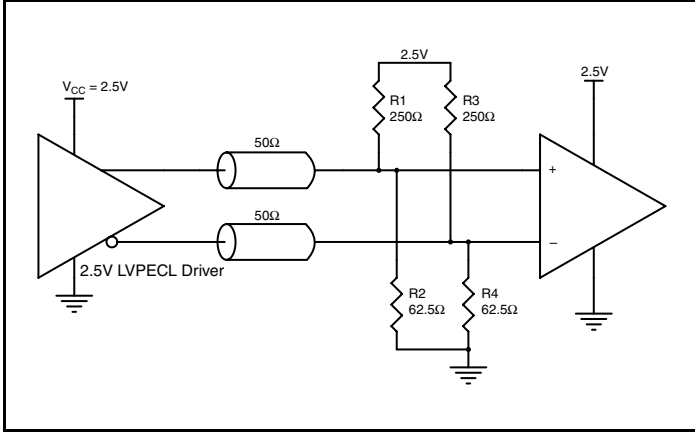 2.5V
V_CC = 2.5V
2.5V
R1
250Ω
R3
250Ω
50Ω
+
50Ω
−
2.5V LVPECL Driver
R2
62.5Ω
R4
62.5Ω